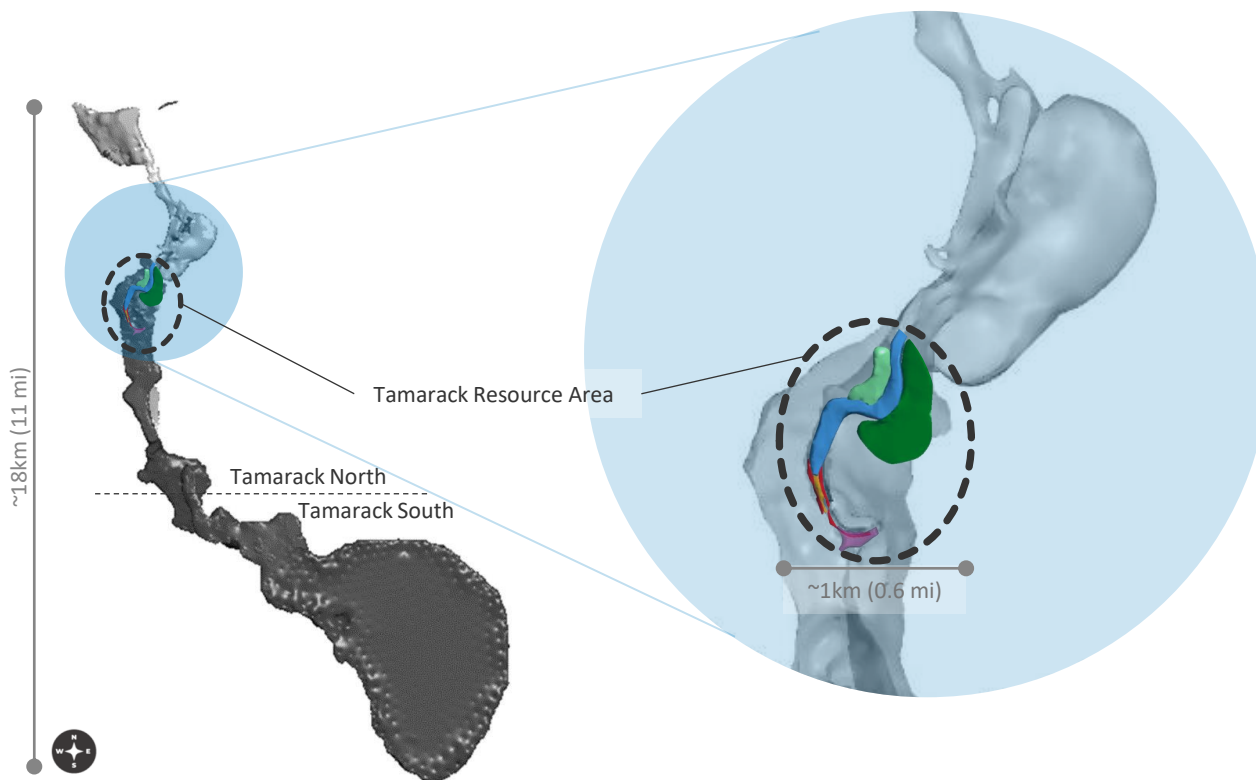 ~18km (11 mi)
Tamarack Resource Area
Tamarack North
Tamarack South
~1km (0.6 mi)
N
W E
S